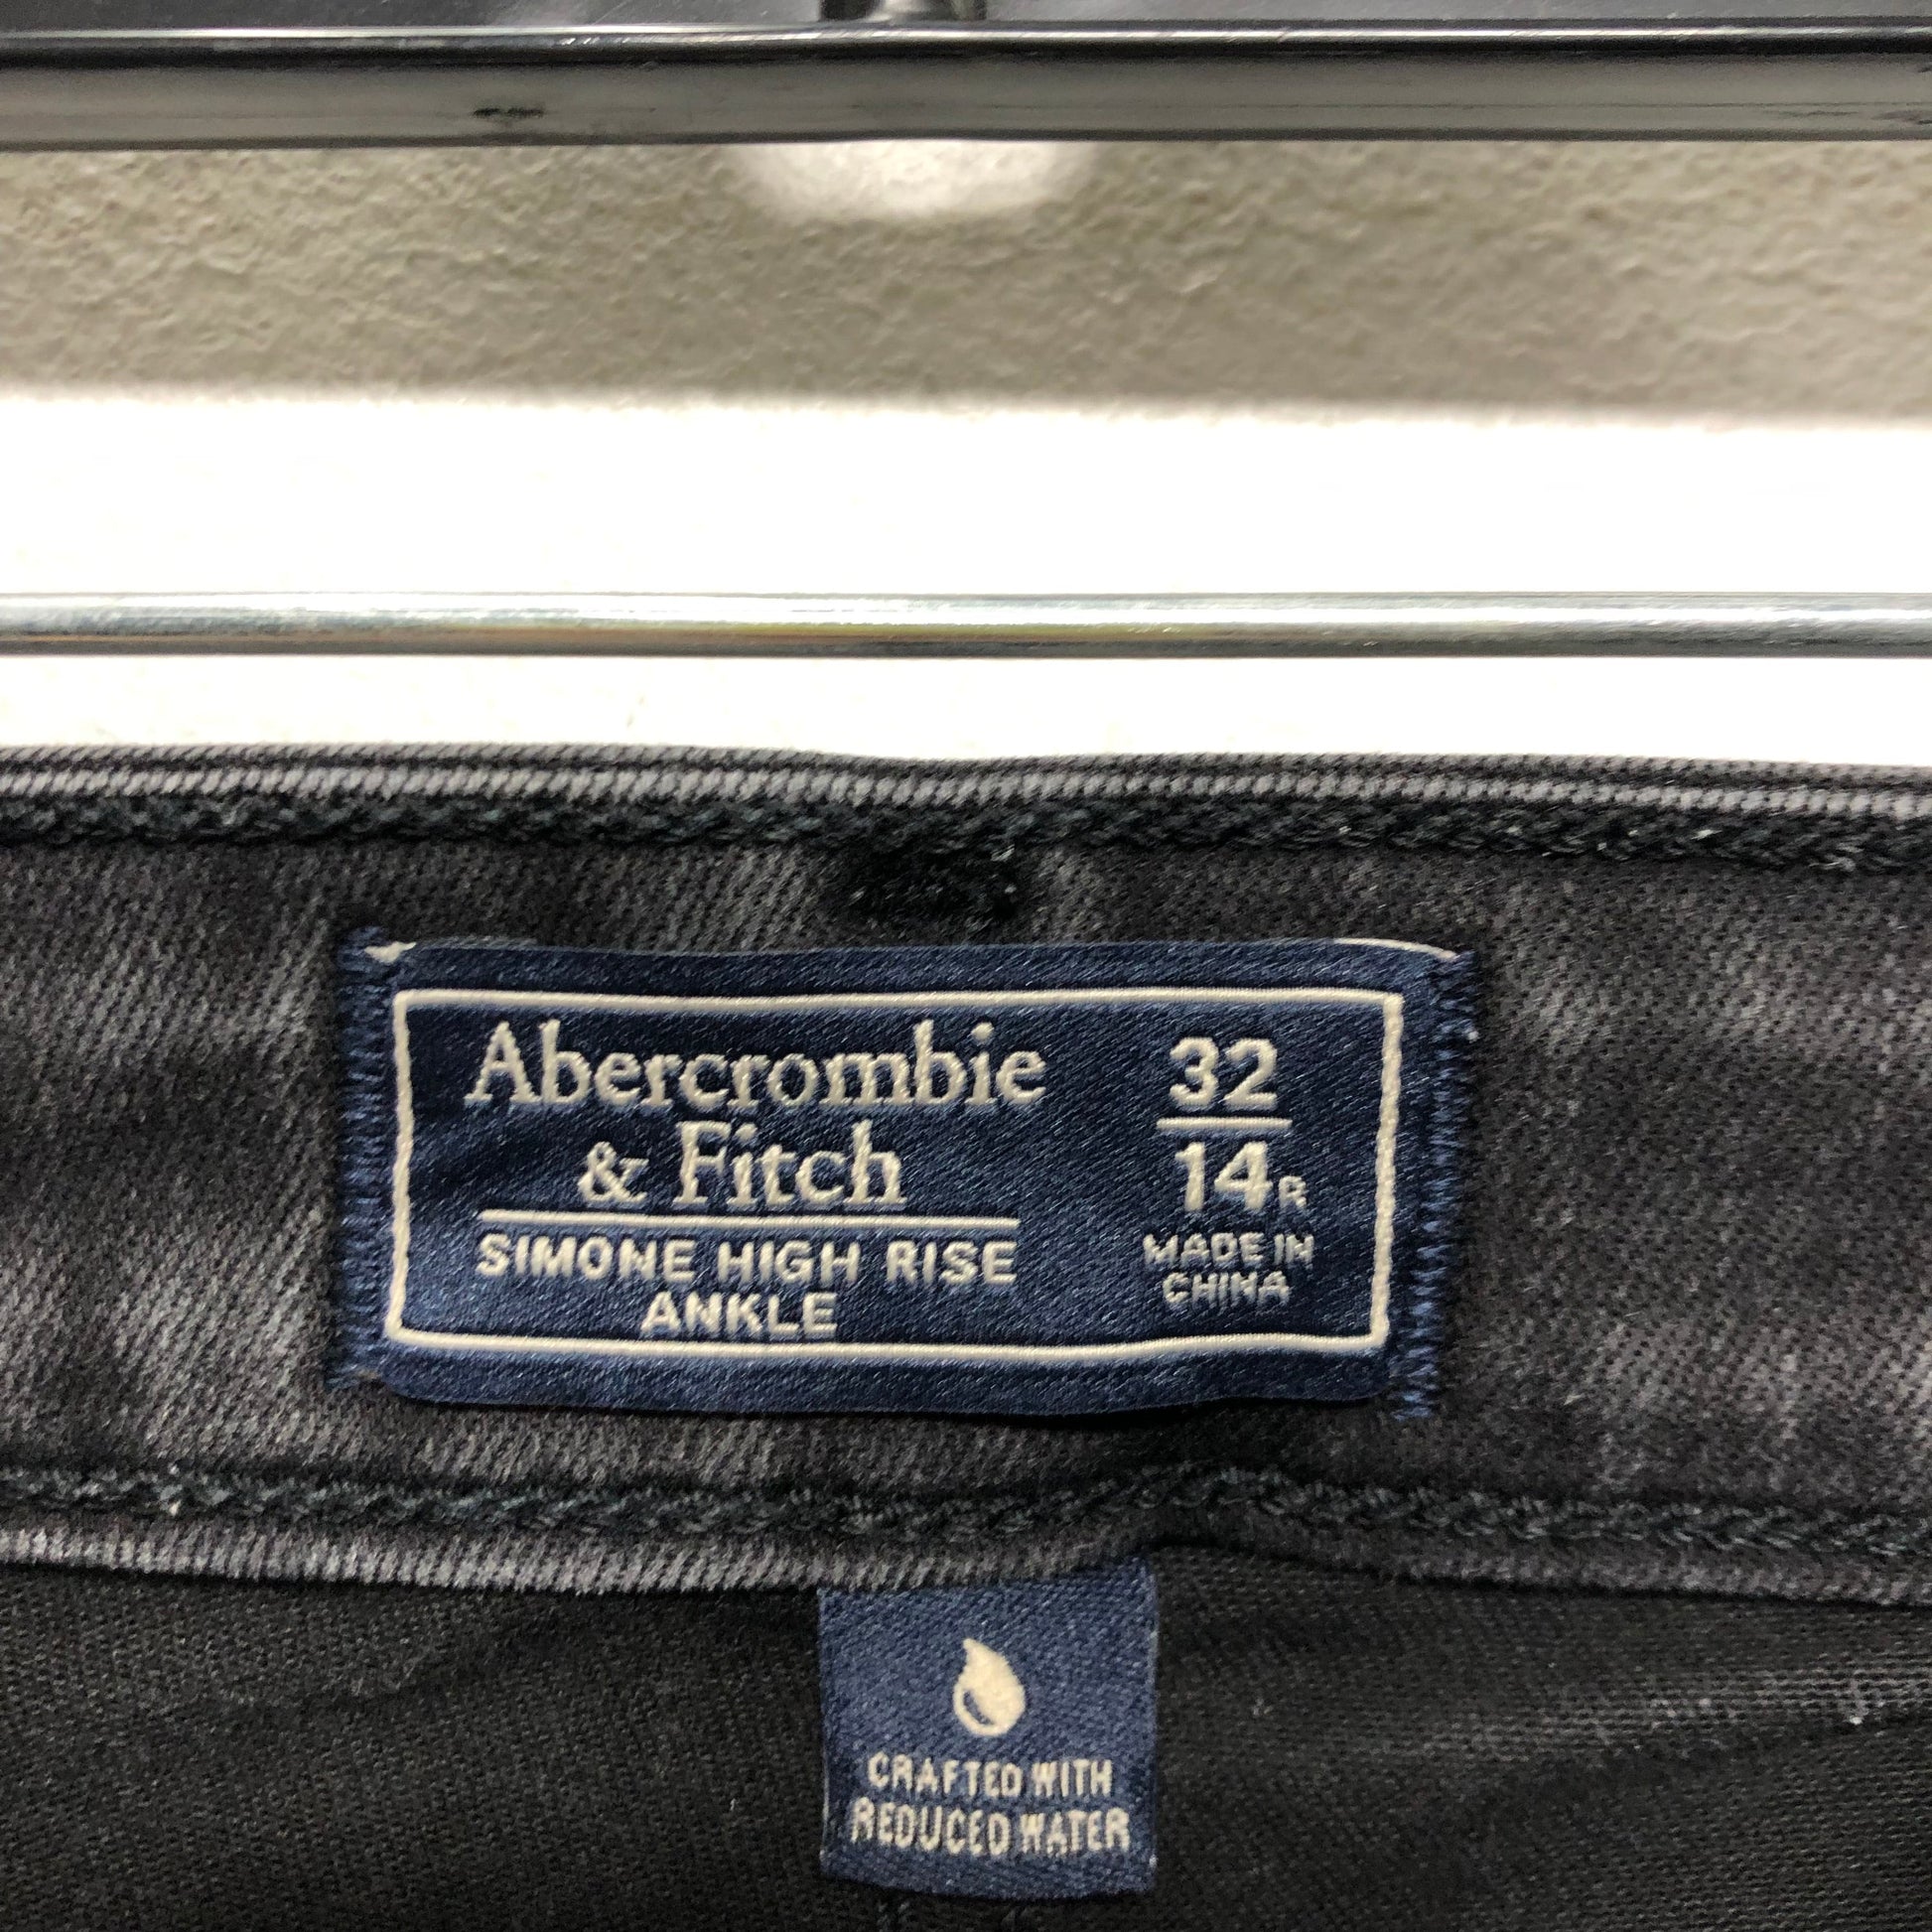 Abercrombie
& Fitch
SIMONE HIGH RISE
ANKLE
32
14R
MADE IN
CHINA
CRAFTED WITH
REDUCED WATER